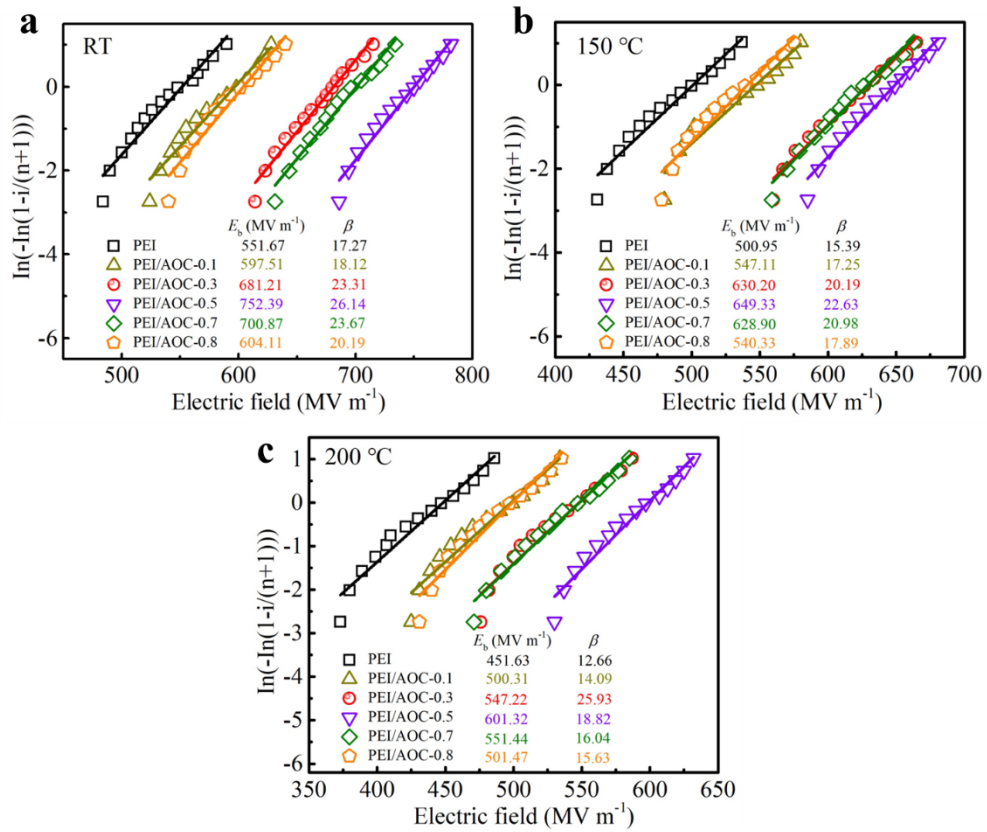 a
RT
ln(-ln(1-i/(n+1)))
0
-2
-4
-6
Eb (MV m-1) β
PEI 551.67 17.27
PEI/AOC-0.1 597.51 18.12
PEI/AOC-0.3 681.21 23.31
PEI/AOC-0.5 752.39 26.14
PEI/AOC-0.7 700.87 23.67
PEI/AOC-0.8 604.11 20.19
500 600 700 800
Electric field (MV m-1)
b
150 °C
ln(-ln(1-i/(n+1)))
0
-2
-4
-6
Eb (MV m-1) β
PEI 500.95 15.39
PEI/AOC-0.1 547.11 17.25
PEI/AOC-0.3 630.20 20.19
PEI/AOC-0.5 649.33 22.63
PEI/AOC-0.7 628.90 20.98
PEI/AOC-0.8 540.33 17.89
400 450 500 550 600 650 700
Electric field (MV m-1)
c
200 °C
ln(-ln(1-i/(n+1)))
1
0
-1
-2
-3
-4
-5
-6
Eb (MV m-1) β
PEI 451.63 12.66
PEI/AOC-0.1 500.31 14.09
PEI/AOC-0.3 547.22 25.93
PEI/AOC-0.5 601.32 18.82
PEI/AOC-0.7 551.44 16.04
PEI/AOC-0.8 501.47 15.63
350 400 450 500 550 600 650
Electric field (MV m-1)